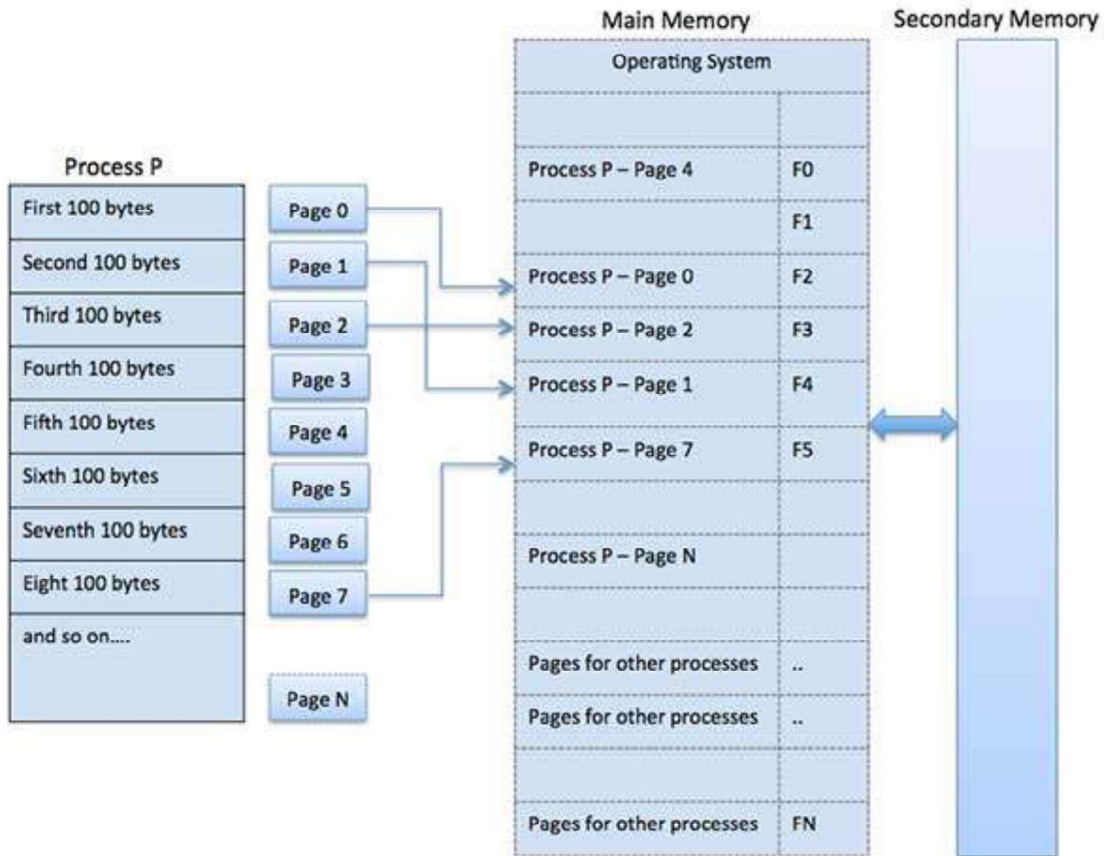 Main Memory
Secondary Memory
Operating System
Process P
First 100 bytes
Second 100 bytes
Third 100 bytes
Fourth 100 bytes
Fifth 100 bytes
Sixth 100 bytes
Seventh 100 bytes
Eight 100 bytes
and so on....
Page 0
Page 1
Page 2
Page 3
Page 4
Page 5
Page 6
Page 7
Page N
Process P – Page 4 F0
F1
Process P – Page 0 F2
Process P – Page 2 F3
Process P – Page 1 F4
Process P – Page 7 F5
Process P – Page N
Pages for other processes ..
Pages for other processes ..
Pages for other processes FN